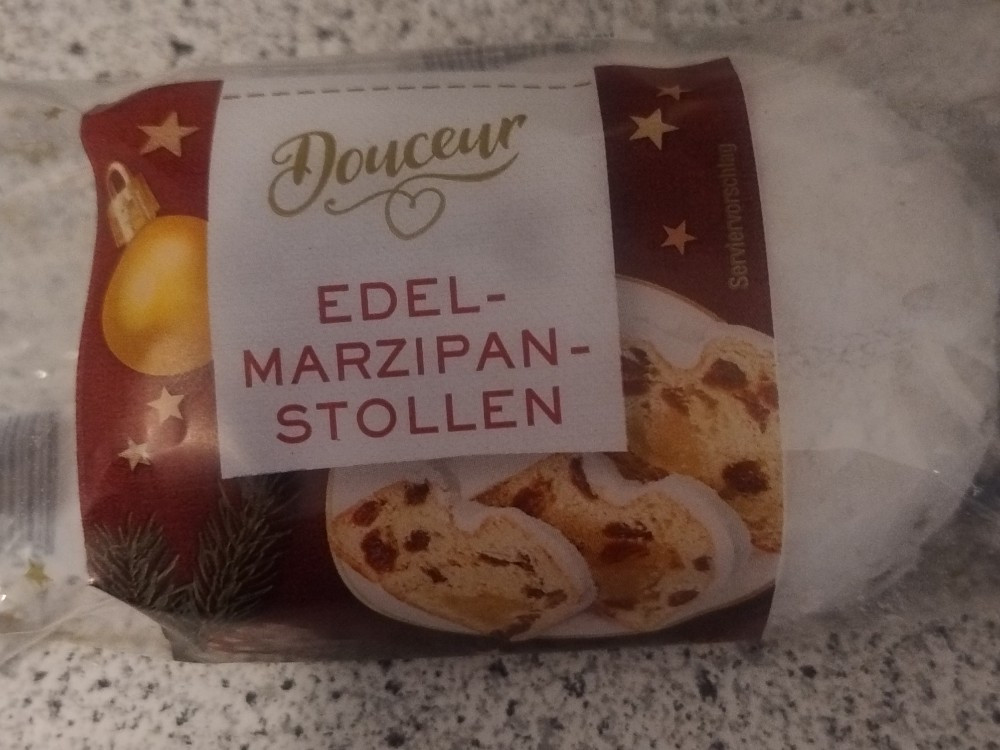 Douceur
EDEL-
MARZIPAN-
STOLLEN
Serviervorschlag